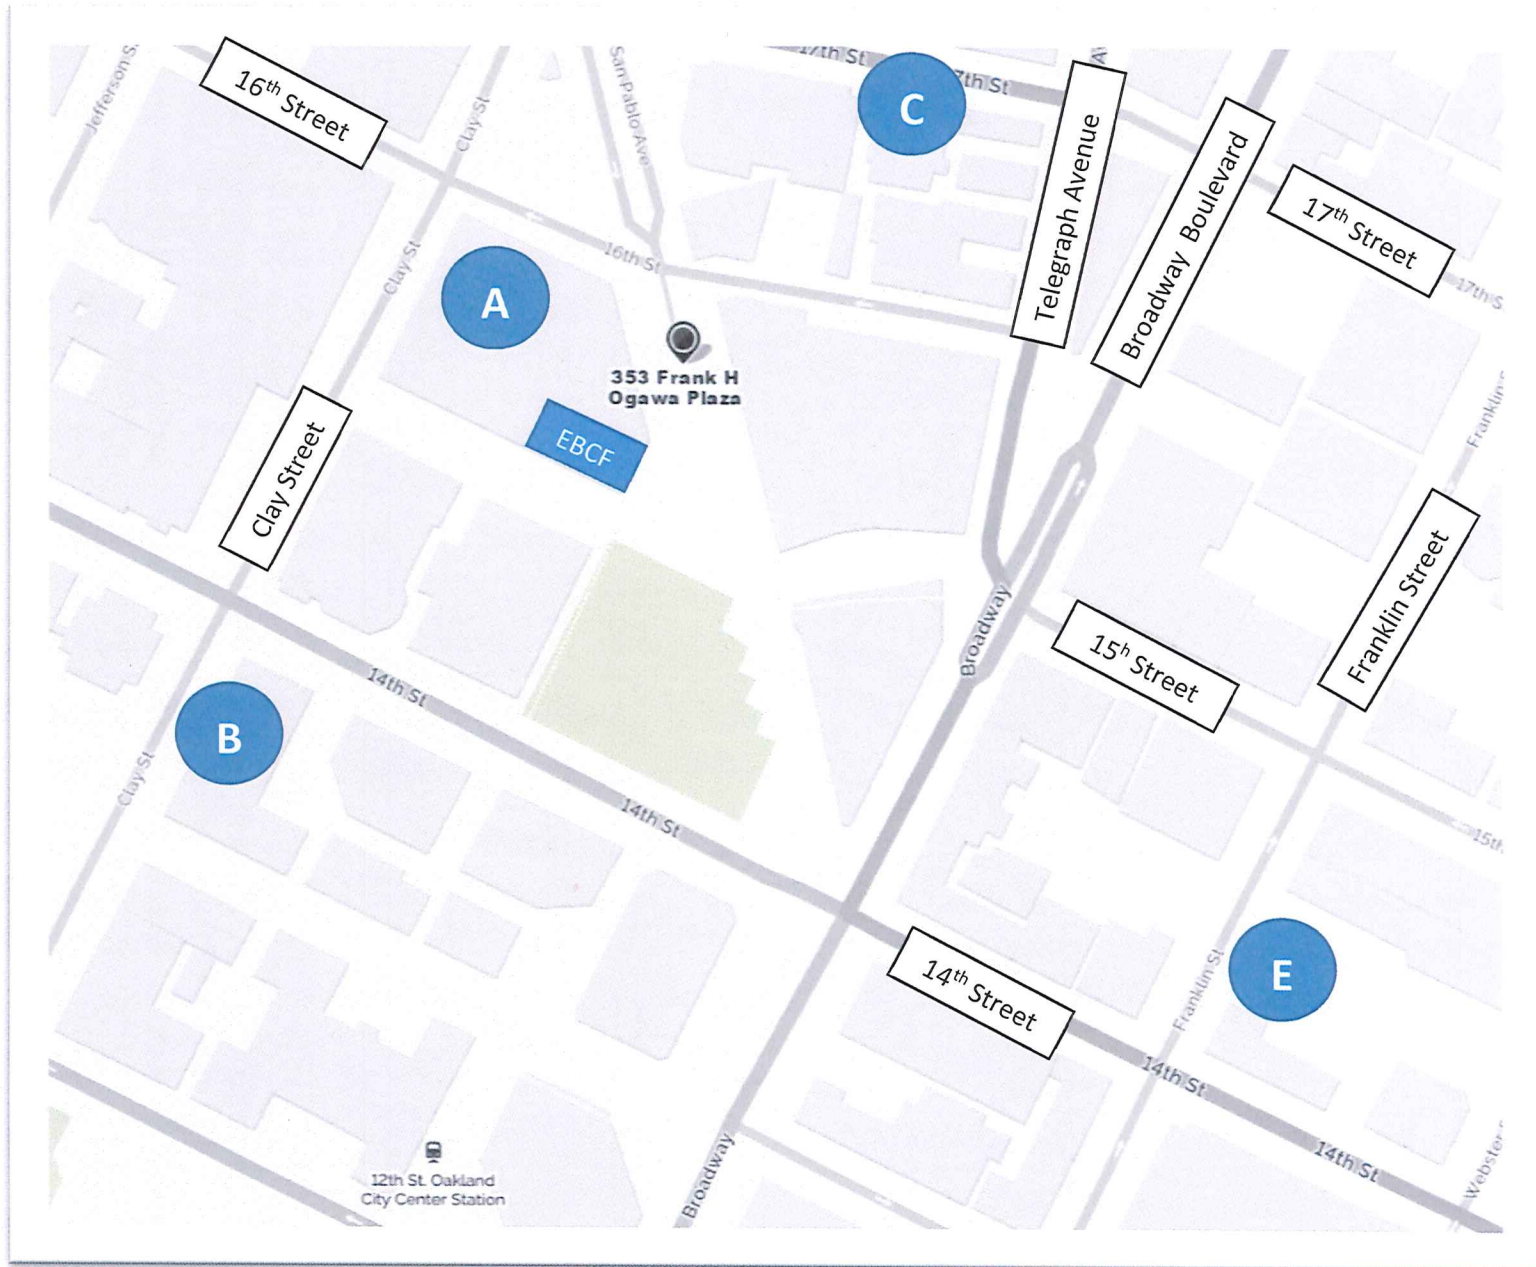 Jefferson S
16th Street
Clay St
San Pablo Ave
17th St
C
7th St
Telegraph Avenue
Broadway Boulevard
17th Street
17th S
Clay St
A
16th St
353 Frank H
Ogawa Plaza
EBCF
Clay Street
Franklin S
Franklin Street
Broadway
15h Street
15th
14th St
B
Clay St
14th St
14th Street
E
Franklin St
14th St
14th St
Webster S
12th St. Oakland
City Center Station
Broadway